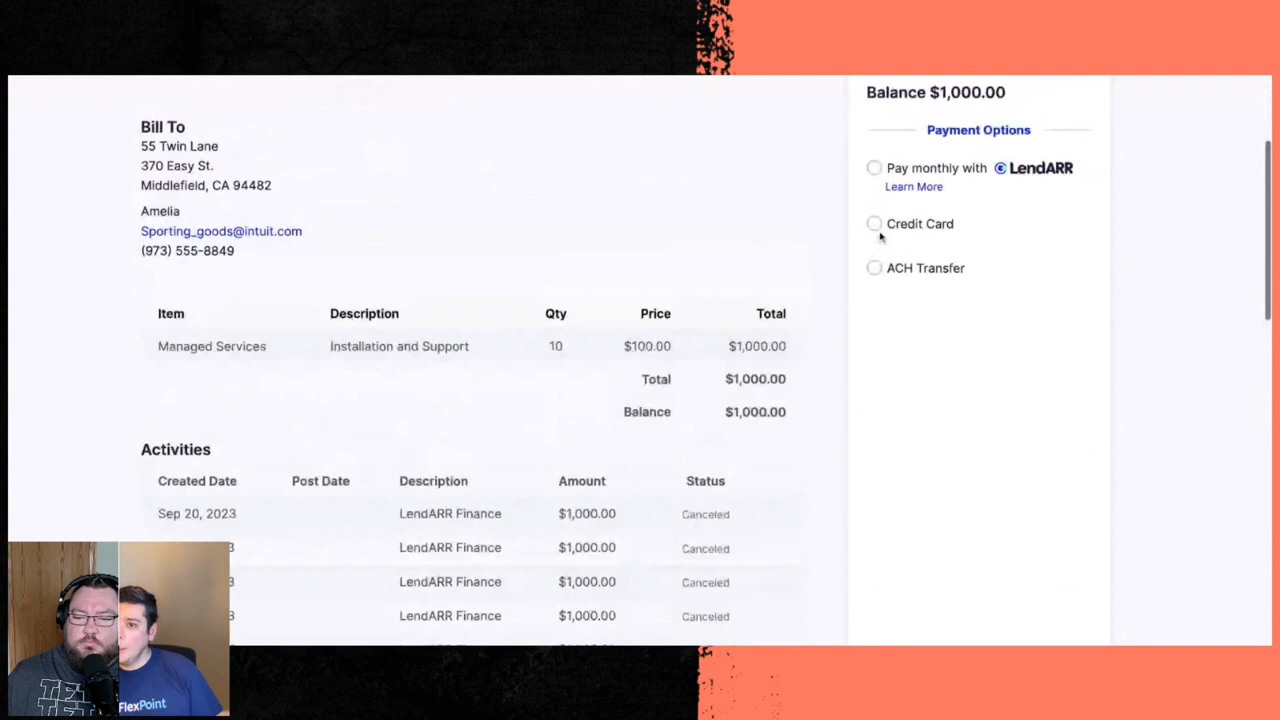 Balance $1,000.00
Payment Options
Pay monthly with LendARR
Learn More
Credit Card
ACH Transfer
Bill To
55 Twin Lane
370 Easy St.
Middlefield, CA 94482
Amelia
Sporting_goods@intuit.com
(973) 555-8849
Item Description Qty Price Total
Managed Services Installation and Support 10 $100.00 $1,000.00
Total $1,000.00
Balance $1,000.00
Activities
Created Date Post Date Description Amount Status
Sep 20, 2023 LendARR Finance $1,000.00 Canceled
3 LendARR Finance $1,000.00 Canceled
3 LendARR Finance $1,000.00 Canceled
3 LendARR Finance $1,000.00 Canceled
FlexPoint